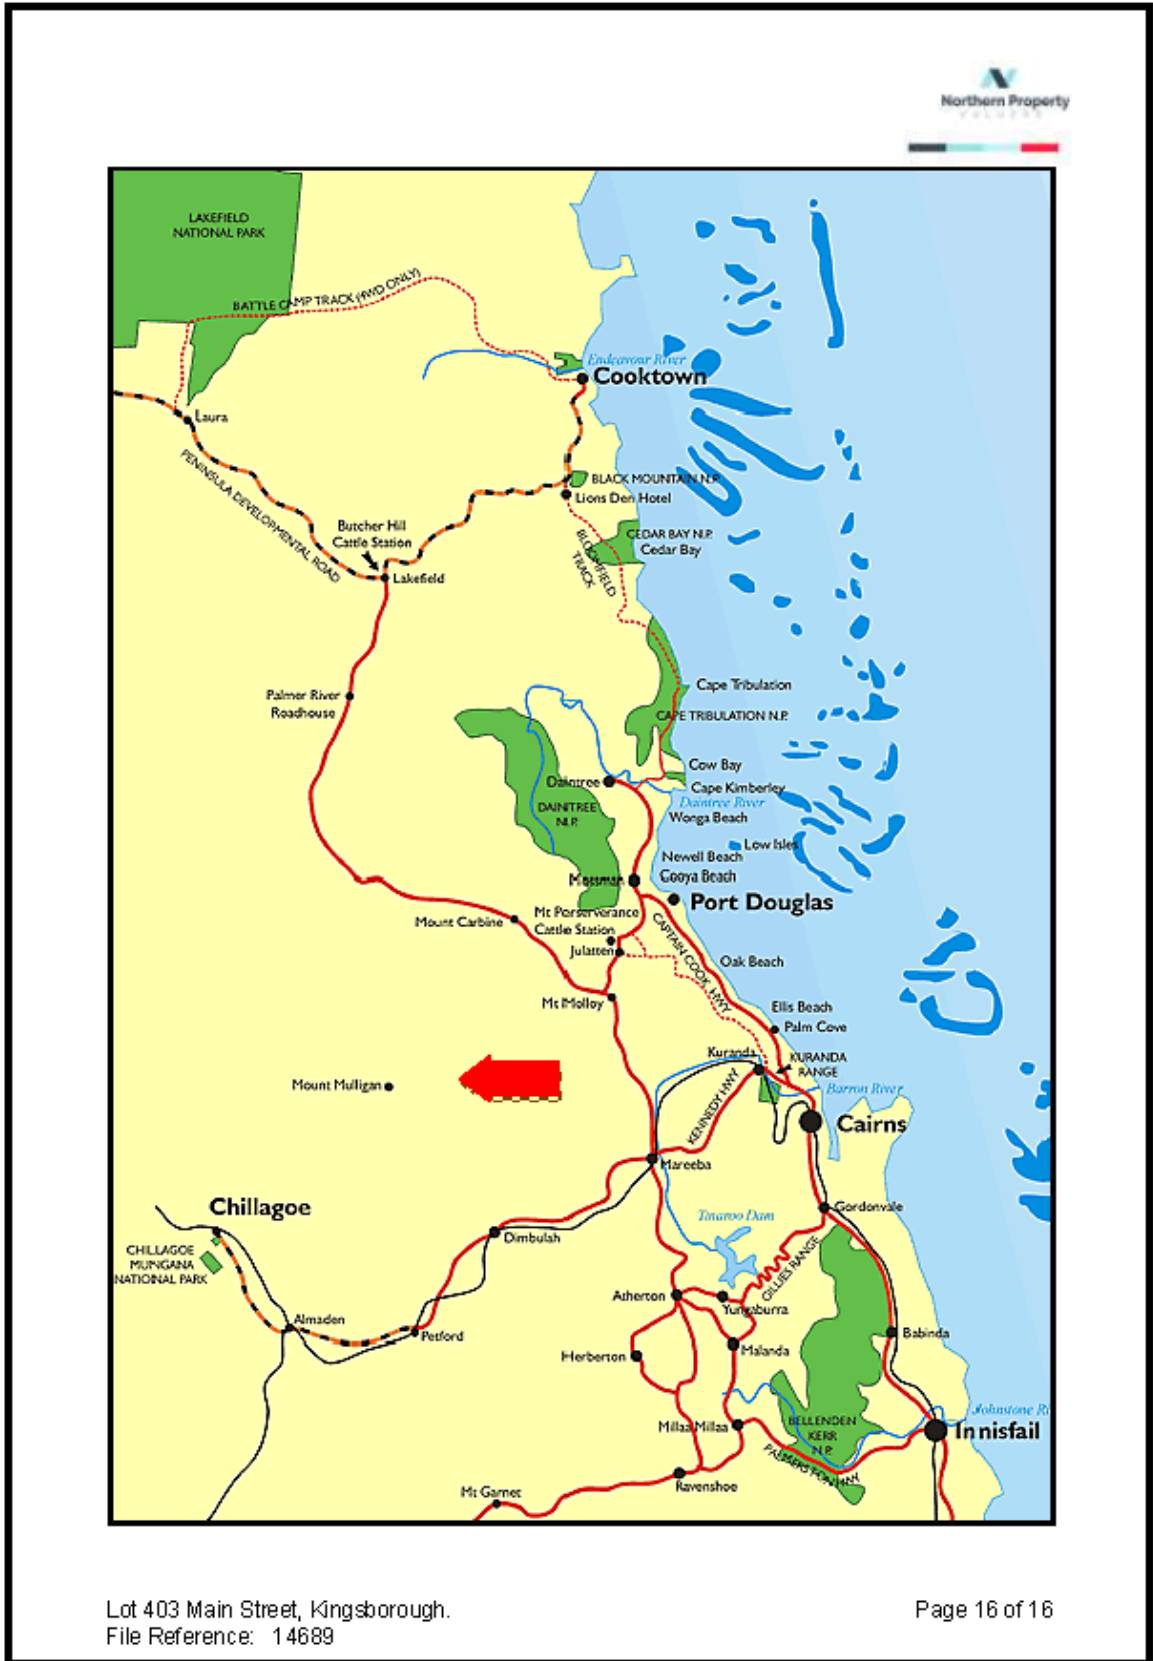 Northern Property
VALUERS
LAKEFIELD
NATIONAL PARK
BATTLE CAMP TRACK (4WD ONLY)
Endeavour River
Cooktown
Laura
PENINSULA DEVELOPMENTAL ROAD
BLACK MOUNTAIN N.P.
Lions Den Hotel
Butcher Hill
Cattle Station
CEDAR BAY N.P.
Cedar Bay
BLOOMFIELD
TRACK
Lakefield
Palmer River
Roadhouse
Cape Tribulation
CAPE TRIBULATION N.P.
Cow Bay
Daintree
Cape Kimberley
Daintree River
DAINTREE
N.P.
Wonga Beach
Low Isles
Newell Beach
Mossman
Cooya Beach
Port Douglas
Mount Carbine
Mt Perserverance
Cattle Station
Julatten
CAPTAIN COOK HWY
Oak Beach
Mt Molloy
Ellis Beach
Palm Cove
Kuranda
KURANDA
RANGE
Mount Mulligan
KENNEDY HWY
Barron River
Cairns
Mareeba
Chillagoe
Gordonvale
Tinaroo Dam
Dimbulah
CHILLAGOE
MUNGANA
NATIONAL PARK
GILLIES RANGE
Atherton
Yungaburra
Almaden
Petford
Babinda
Malanda
Herberton
Johnstone Ri
Millaa Millaa
BELLENDEN
KERR
N.P.
Innisfail
PALMERSTON HWY
Ravenshoe
Mt Garnet
Lot 403 Main Street, Kingsborough.
Page 16 of 16
File Reference: 14689